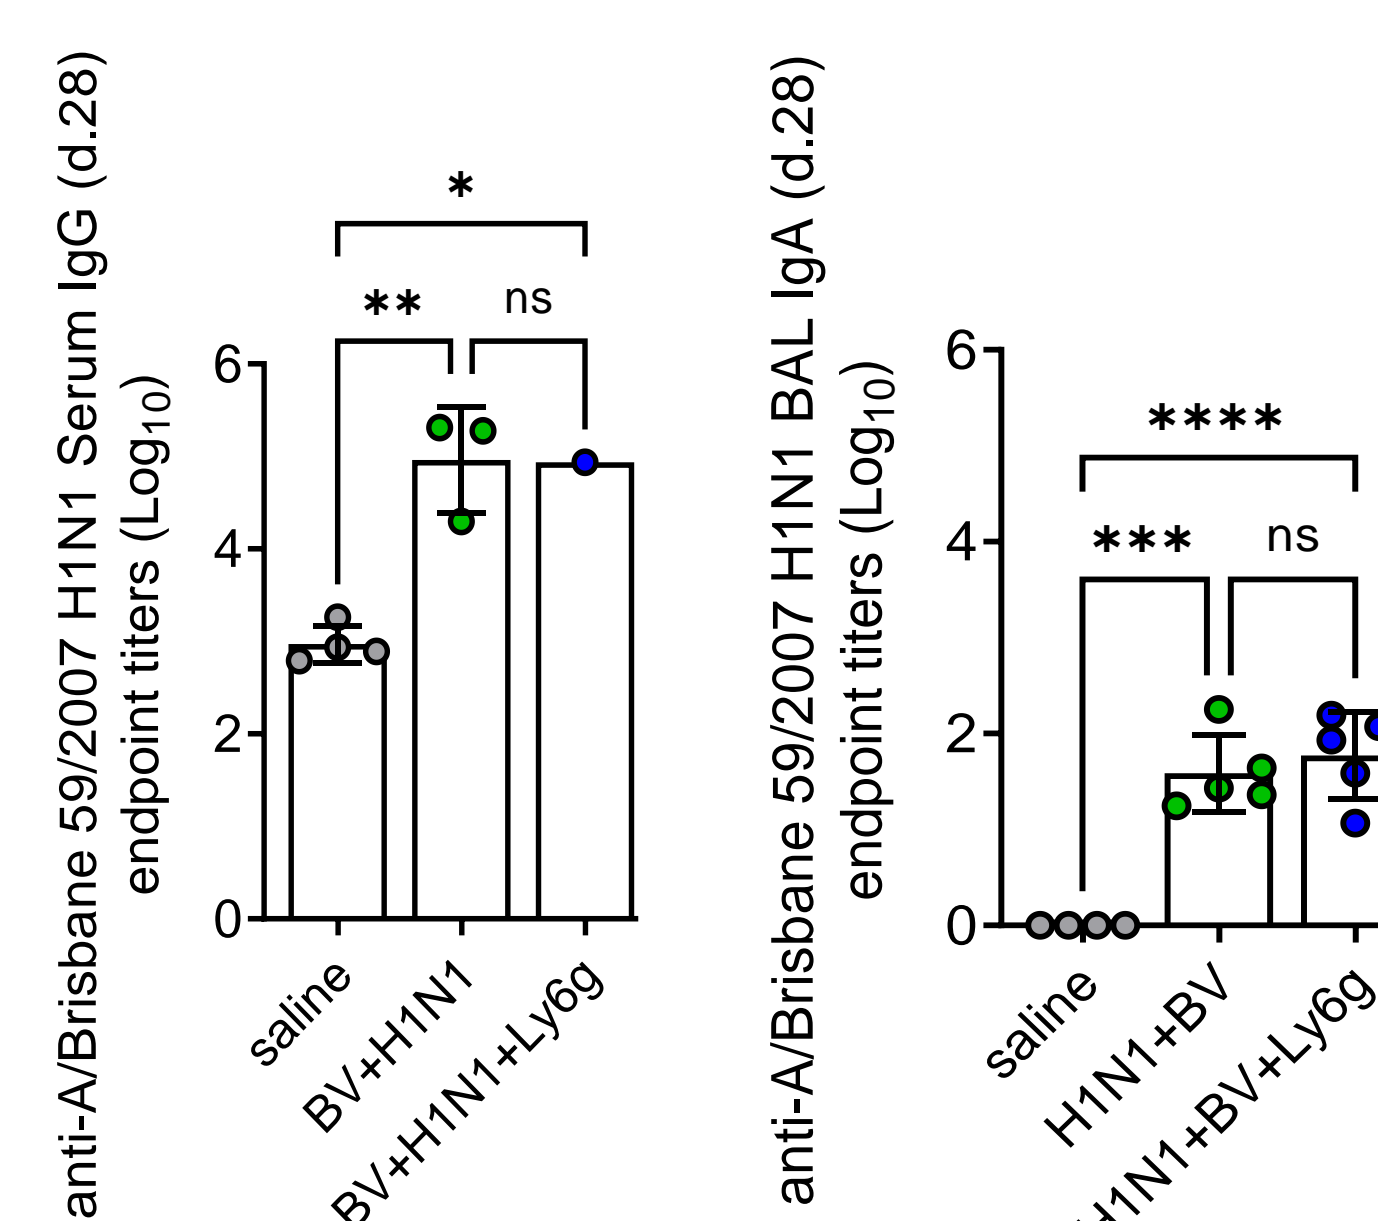 anti-A/Brisbane 59/2007 H1N1 Serum IgG (d.28)
endpoint titers (Log10)
*
**
ns
6
4
2
0
saline
BV+H1N1
BV+H1N1+Ly6g
anti-A/Brisbane 59/2007 H1N1 BAL IgA (d.28)
endpoint titers (Log10)
****
***
ns
6
4
2
0
saline
H1N1+BV
H1N1+BV+Ly6g